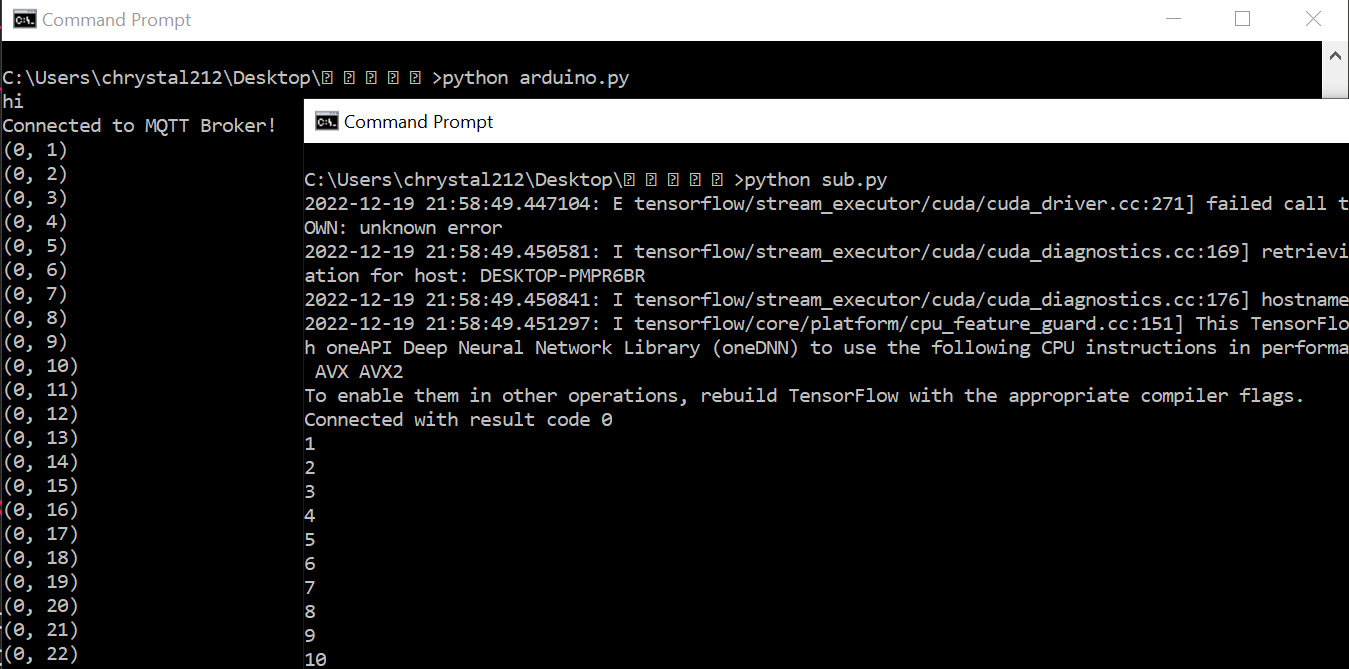 Command Prompt
C:\Users\chrystal212\Desktop\ >python arduino.py
hi
Connected to MQTT Broker!
(0, 1)
(0, 2)
(0, 3)
(0, 4)
(0, 5)
(0, 6)
(0, 7)
(0, 8)
(0, 9)
(0, 10)
(0, 11)
(0, 12)
(0, 13)
(0, 14)
(0, 15)
(0, 16)
(0, 17)
(0, 18)
(0, 19)
(0, 20)
(0, 21)
(0, 22)
Command Prompt
C:\Users\chrystal212\Desktop\ >python sub.py
2022-12-19 21:58:49.447104: E tensorflow/stream_executor/cuda/cuda_driver.cc:271] failed call t
OWN: unknown error
2022-12-19 21:58:49.450581: I tensorflow/stream_executor/cuda/cuda_diagnostics.cc:169] retrievi
ation for host: DESKTOP-PMPR6BR
2022-12-19 21:58:49.450841: I tensorflow/stream_executor/cuda/cuda_diagnostics.cc:176] hostname
2022-12-19 21:58:49.451297: I tensorflow/core/platform/cpu_feature_guard.cc:151] This TensorFlo
h oneAPI Deep Neural Network Library (oneDNN) to use the following CPU instructions in performa
AVX AVX2
To enable them in other operations, rebuild TensorFlow with the appropriate compiler flags.
Connected with result code 0
1
2
3
4
5
6
7
8
9
10